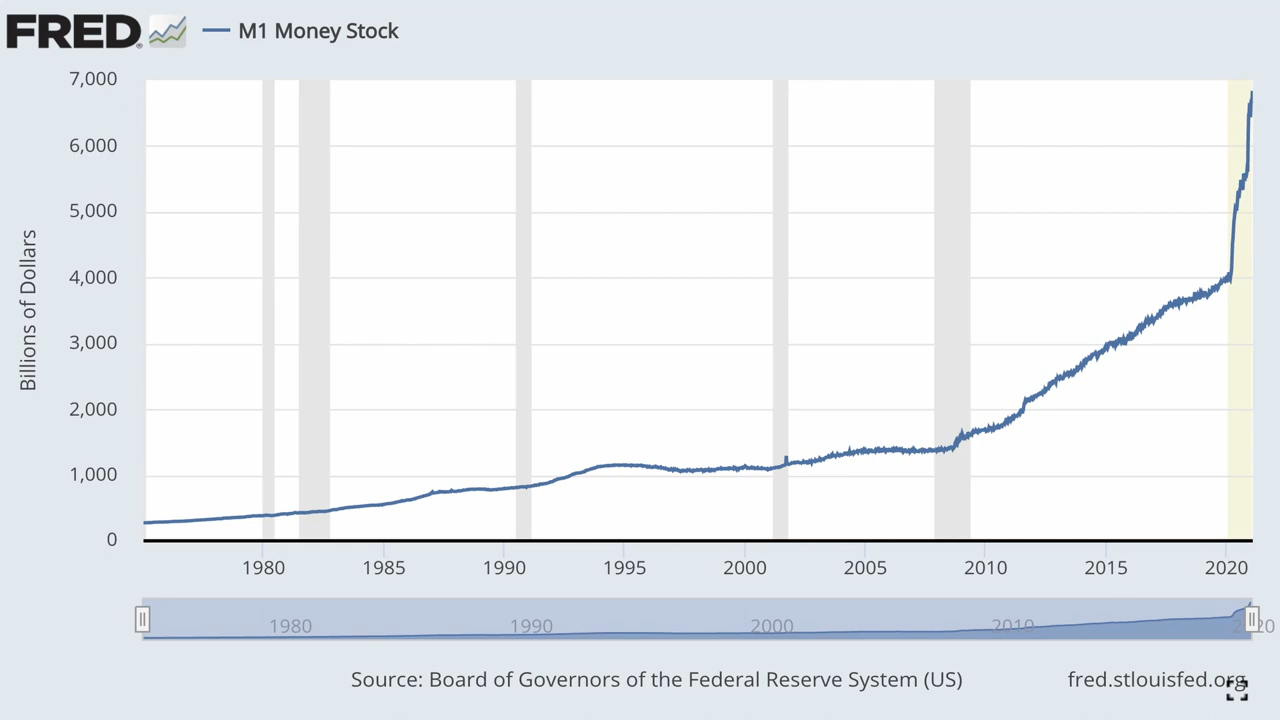 FRED® M1 Money Stock
7,000
6,000
5,000
4,000
3,000
2,000
1,000
0
Billions of Dollars
1980 1985 1990 1995 2000 2005 2010 2015 2020
1980 1990 2000 2010 2020
Source: Board of Governors of the Federal Reserve System (US) fred.stlouisfed.org